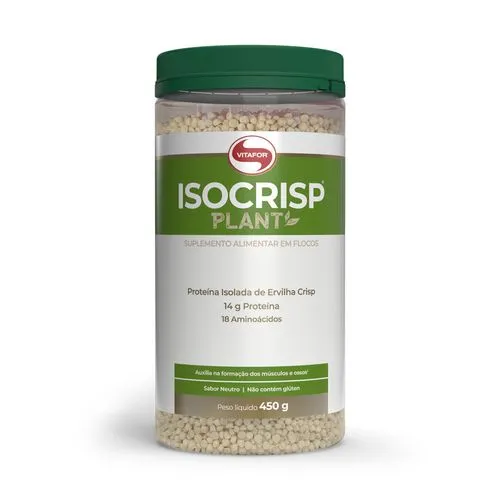 VITAFOR®
ISOCRISP®
PLANT
SUPLEMENTO ALIMENTAR EM FLOCOS
Proteína Isolada de Ervilha Crisp
14 g Proteína
18 Aminoácidos
Auxilia na formação dos músculos e ossos¹
Sabor Neutro | Não contém glúten
Peso líquido 450 g